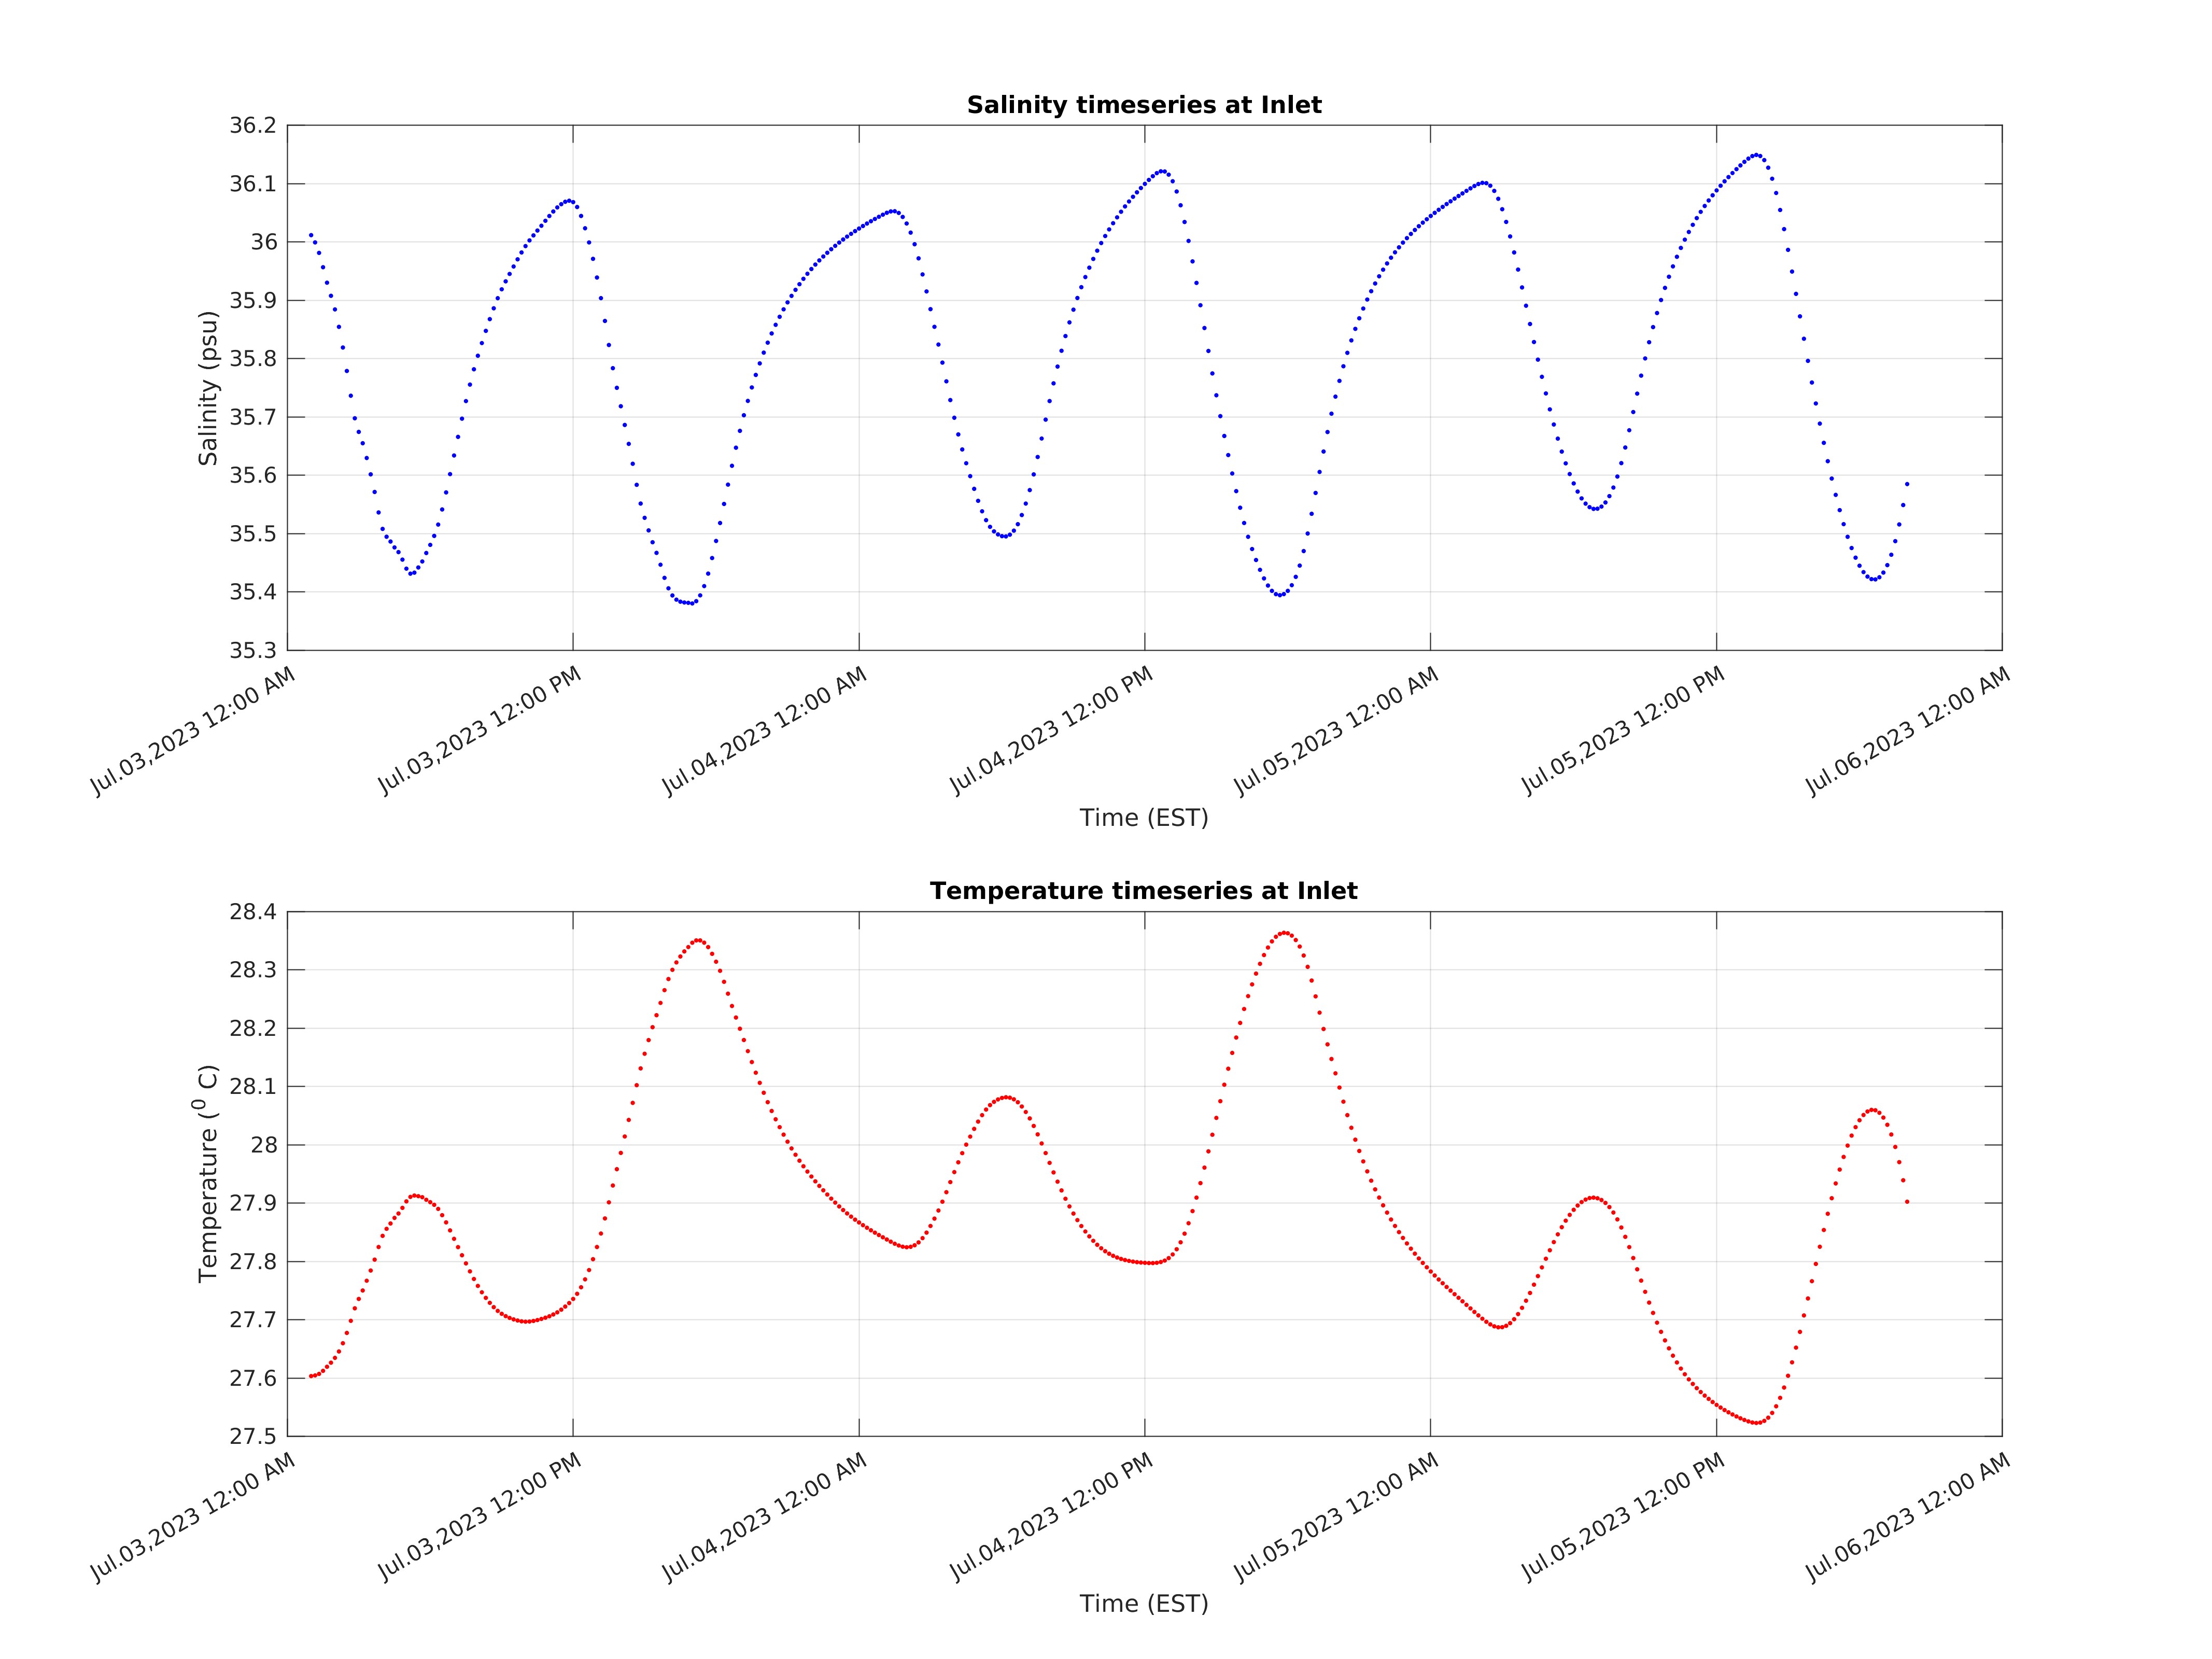 Salinity timeseries at Inlet
36.2
36.1
36
35.9
35.8
35.7
35.6
35.5
35.4
35.3
Salinity (psu)
Jul.03,2023 12:00 AM
Jul.03,2023 12:00 PM
Jul.04,2023 12:00 AM
Jul.04,2023 12:00 PM
Jul.05,2023 12:00 AM
Jul.05,2023 12:00 PM
Jul.06,2023 12:00 AM
Time (EST)
Temperature timeseries at Inlet
28.4
28.3
28.2
28.1
28
27.9
27.8
27.7
27.6
27.5
Temperature (⁰ C)
Jul.03,2023 12:00 AM
Jul.03,2023 12:00 PM
Jul.04,2023 12:00 AM
Jul.04,2023 12:00 PM
Jul.05,2023 12:00 AM
Jul.05,2023 12:00 PM
Jul.06,2023 12:00 AM
Time (EST)